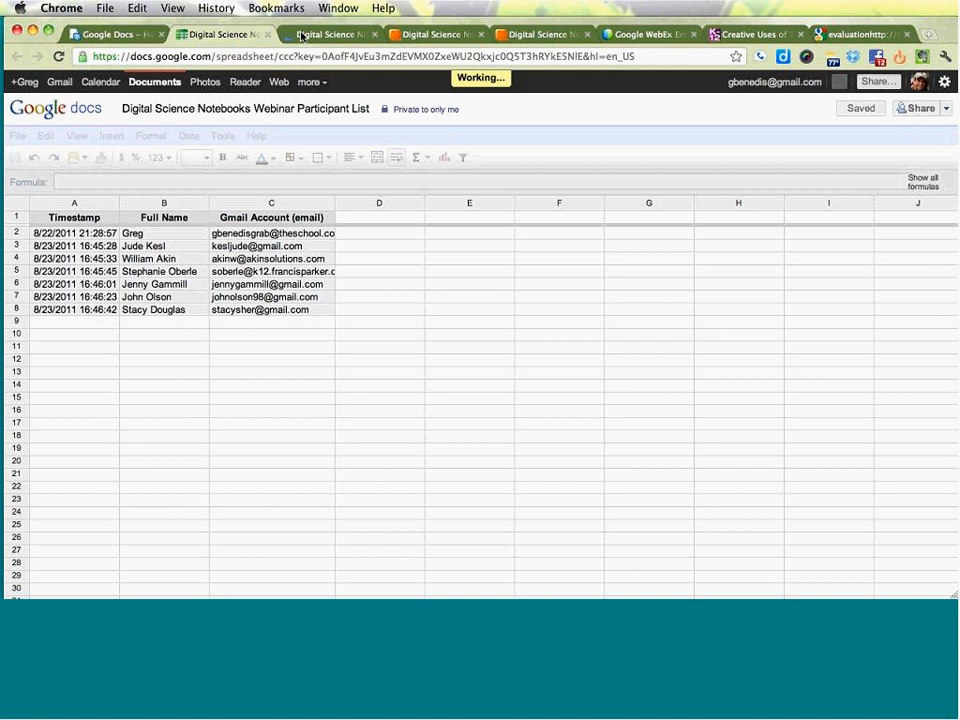 Chrome File Edit View History Bookmarks Window Help
Google Docs – H Digital Science N Digital Science N Digital Science N Digital Science N Google WebEx En Creative Uses of evaluationhttp://
https://docs.google.com/spreadsheet/
+Greg Gmail Calendar Documents Photos Reader Web more Working... gbenedis@gmail.com Share...
Google docs Digital Science Notebooks Webinar Participant List Private to only me Saved Share
File Edit View Insert Format Data Tools Help
$ % 123 B Abc A Σ
Formula: Show all formulas
A B C D E F G H I J
1 Timestamp Full Name Gmail Account (email)
2 8/22/2011 21:28:57 Greg gbenedisgrab@theschool.co
3 8/23/2011 16:45:28 Jude Kesl kesljude@gmail.com
4 8/23/2011 16:45:33 William Akin akinw@akinsolutions.com
5 8/23/2011 16:45:45 Stephanie Oberle soberle@k12.francisparker.c
6 8/23/2011 16:46:01 Jenny Gammill jennygammill@gmail.com
7 8/23/2011 16:46:23 John Olson johnolson98@gmail.com
8 8/23/2011 16:46:42 Stacy Douglas stacysher@gmail.com
9
10
11
12
13
14
15
16
17
18
19
20
21
22
23
24
25
26
27
28
29
30